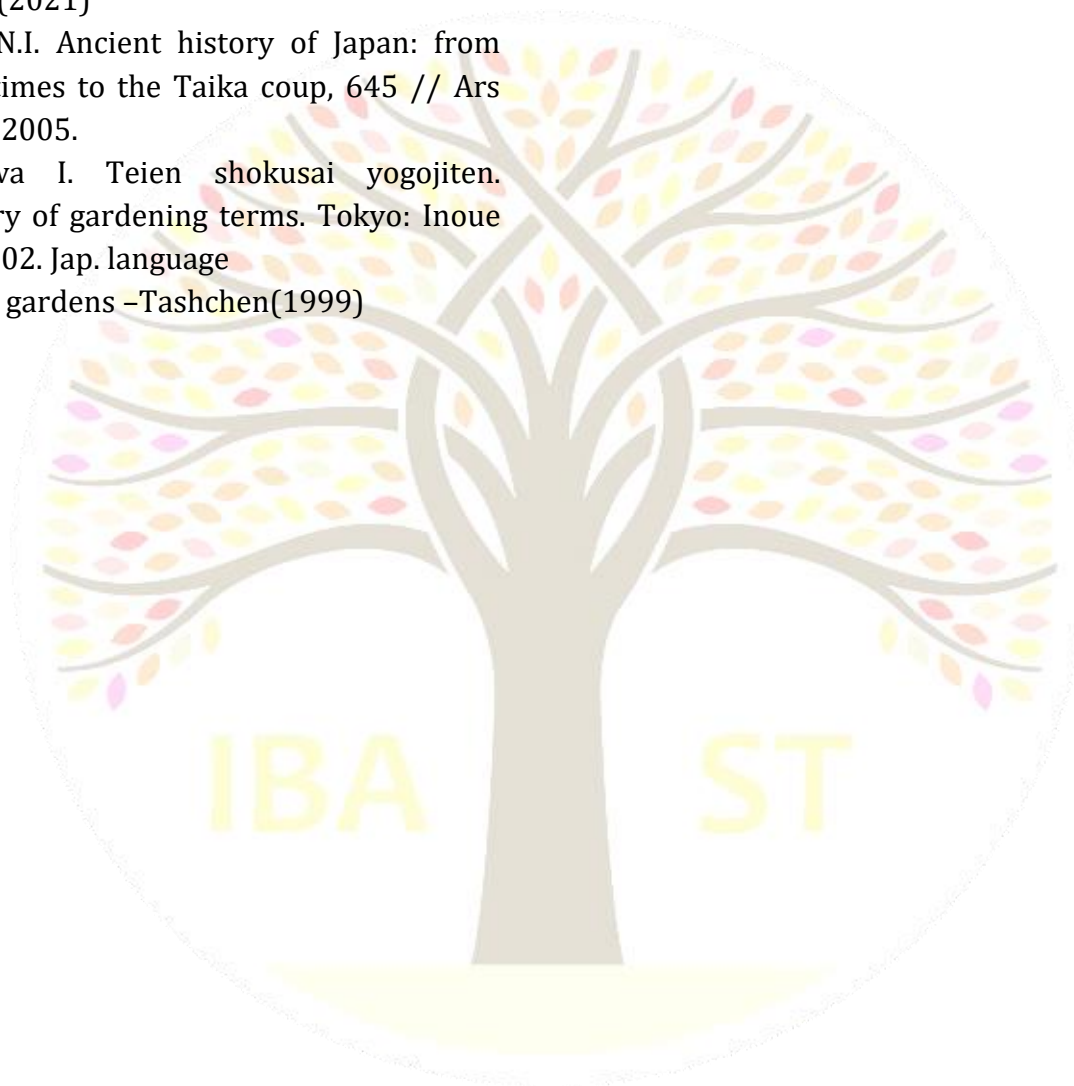 (2021)
N.I. Ancient history of Japan: from
times to the Taika coup, 645 // Ars
2005.
va I. Teien shokusai yogojiten.
ry of gardening terms. Tokyo: Inoue
02. Jap. language
gardens –Tashchen(1999)
IBA ST